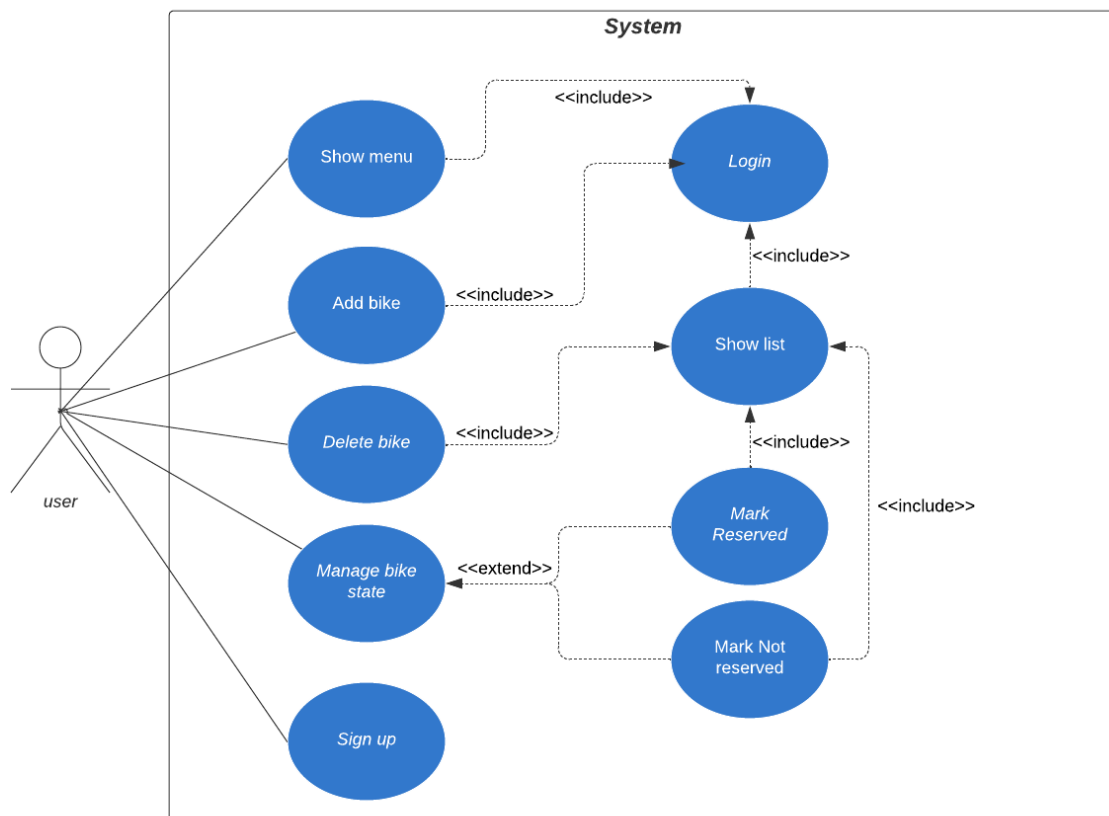 System
<<include>>
Show menu
Login
<<include>>
Add bike
<<include>>
Show list
Delete bike
<<include>>
<<include>>
user
Mark
Reserved
<<include>>
Manage bike
state
<<extend>>
Mark Not
reserved
Sign up